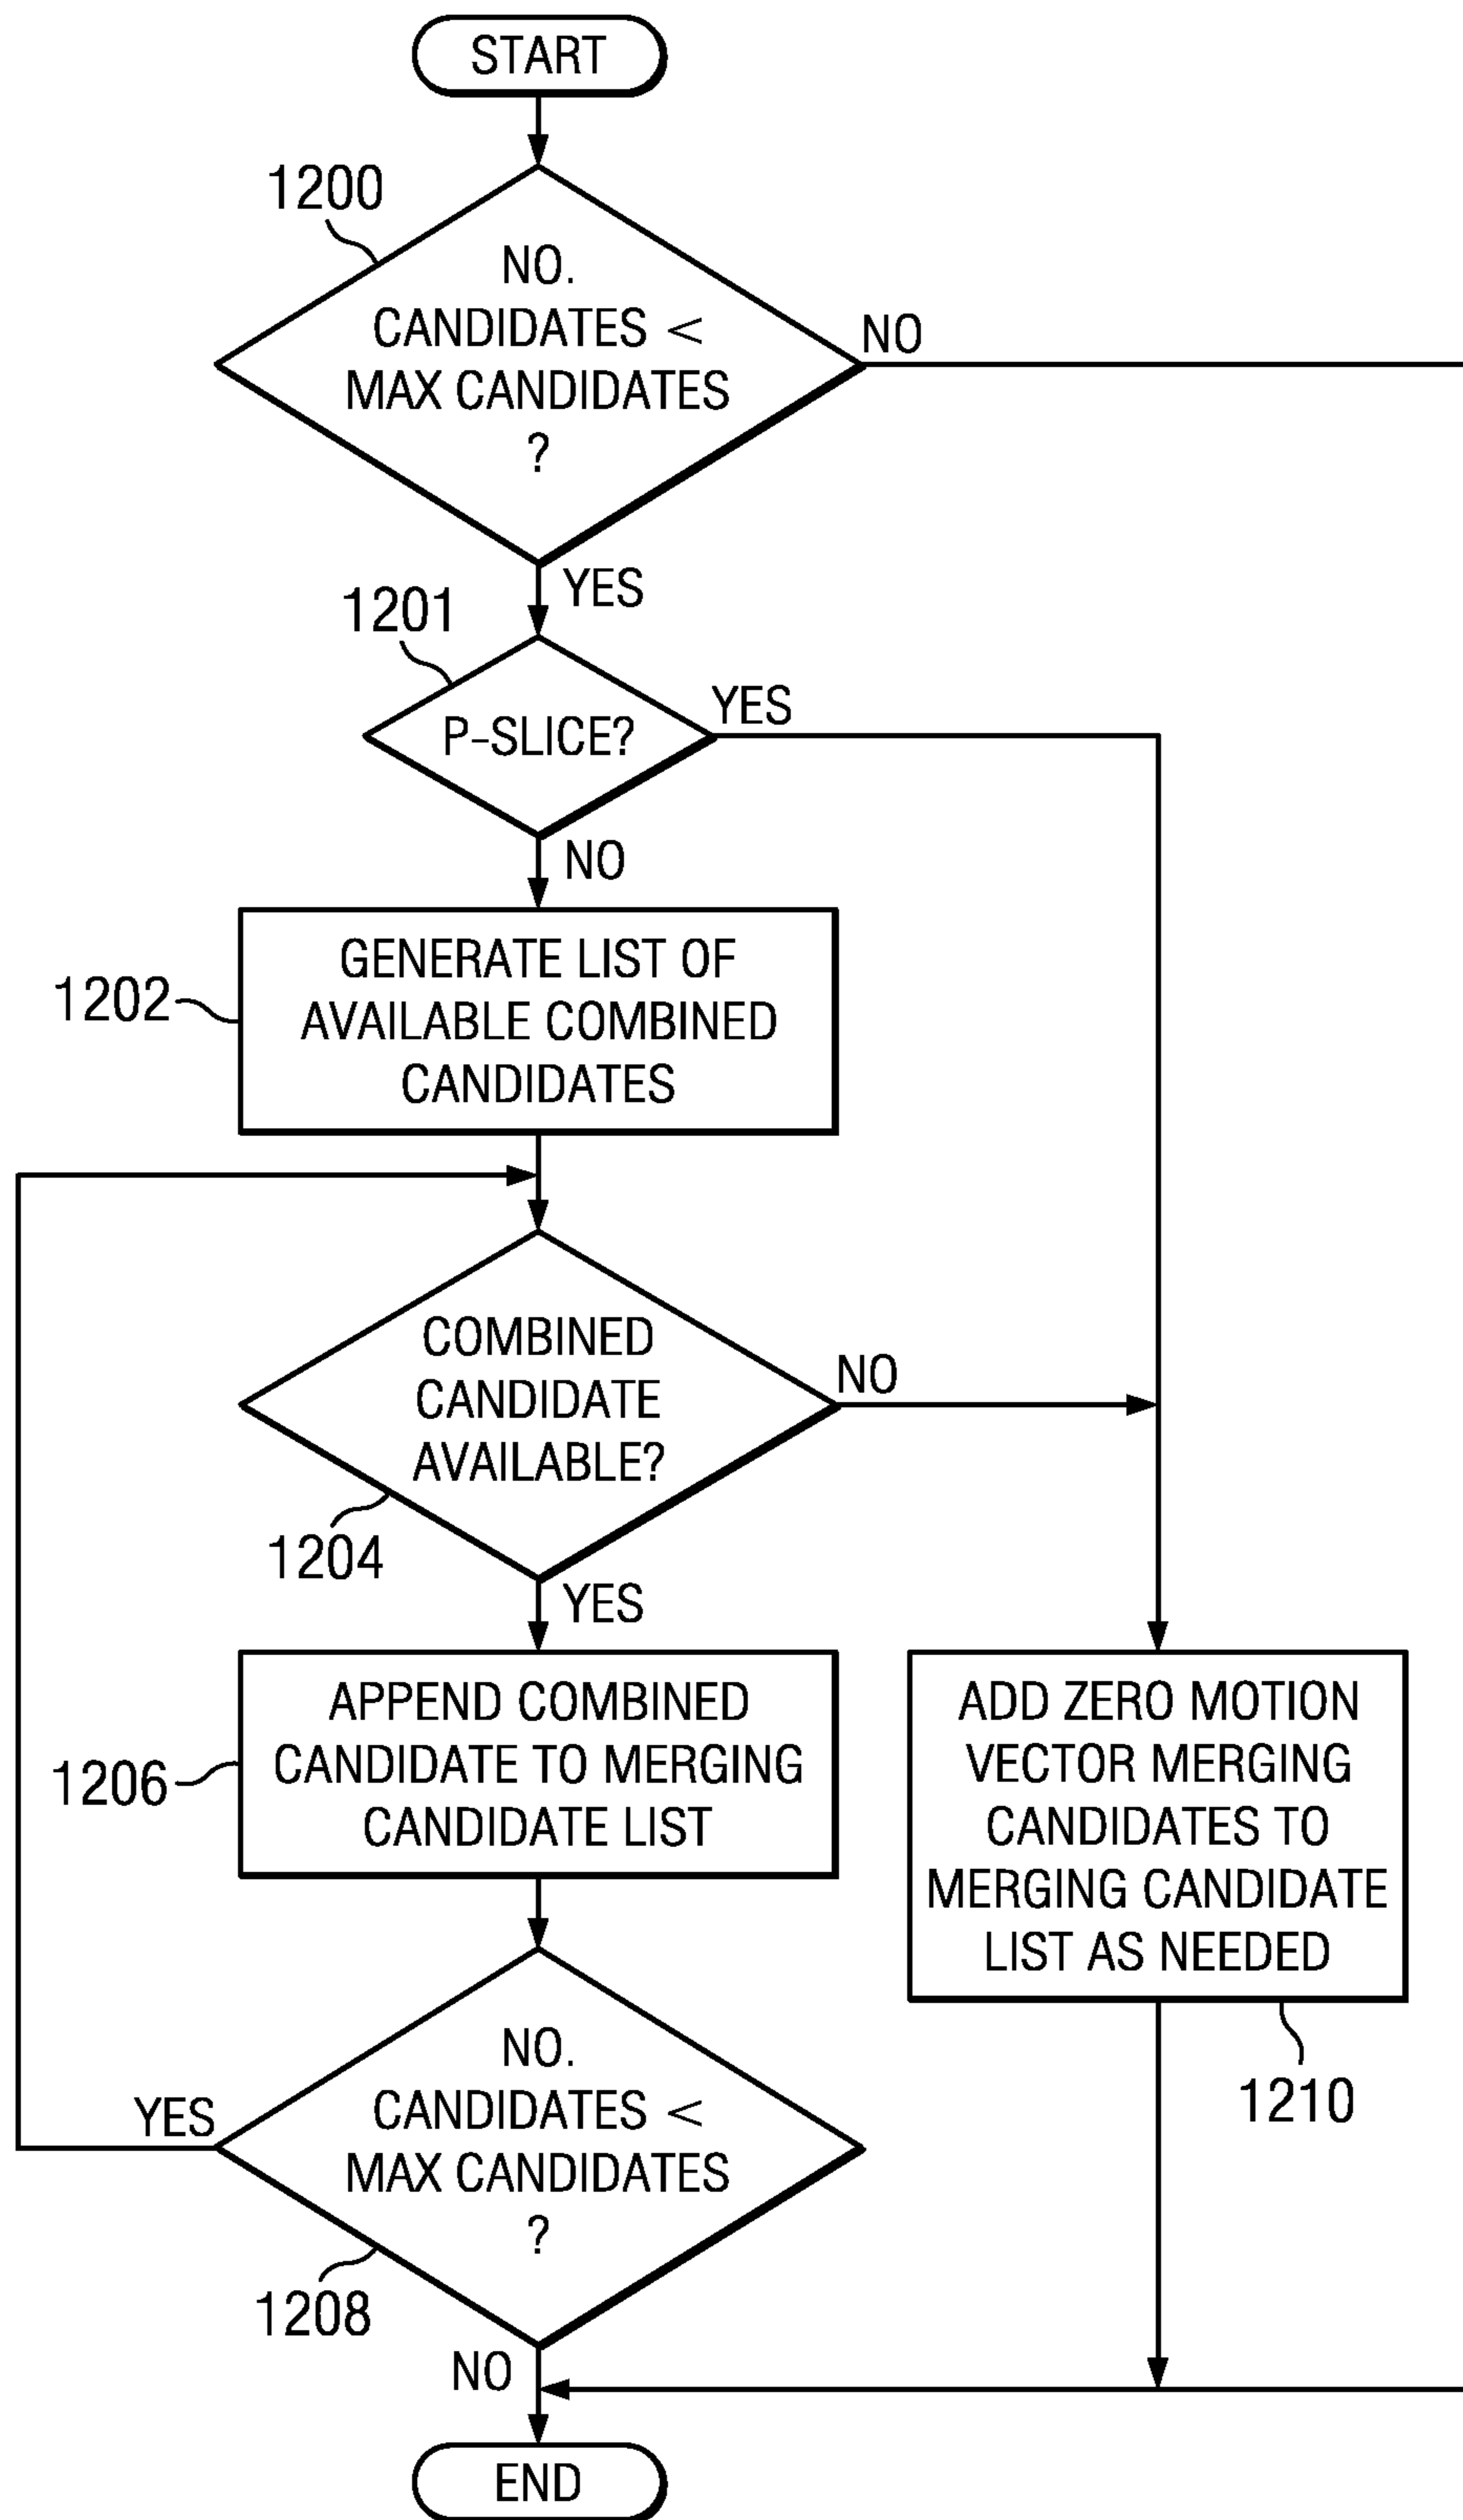 START
1200
NO.
CANDIDATES <
MAX CANDIDATES
?
NO
YES
1201
P-SLICE?
YES
NO
1202
GENERATE LIST OF
AVAILABLE COMBINED
CANDIDATES
COMBINED
CANDIDATE
AVAILABLE?
NO
1204
YES
1206
APPEND COMBINED
CANDIDATE TO MERGING
CANDIDATE LIST
ADD ZERO MOTION
VECTOR MERGING
CANDIDATES TO
MERGING CANDIDATE
LIST AS NEEDED
1210
NO.
CANDIDATES <
MAX CANDIDATES
?
YES
1208
NO
END